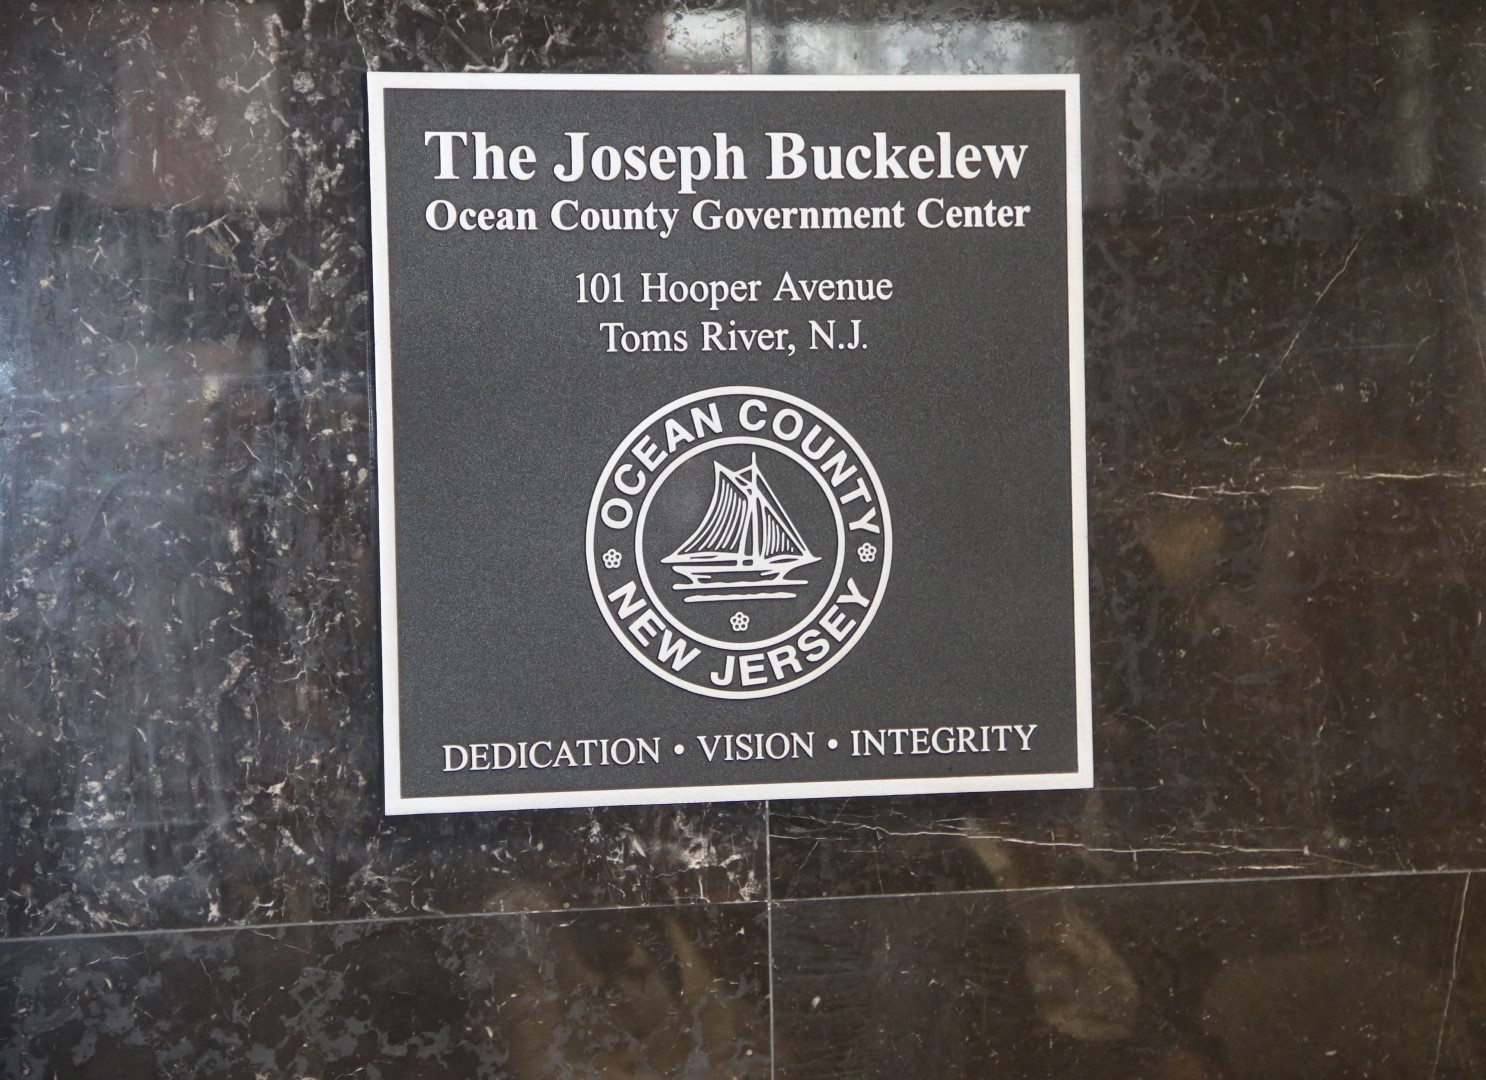 The Joseph Buckelew
Ocean County Government Center
101 Hooper Avenue
Toms River, N.J.
OCEAN COUNTY
NEW JERSEY
DEDICATION • VISION • INTEGRITY